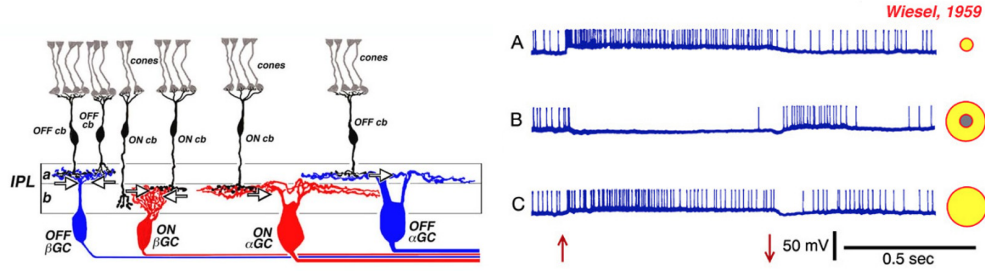 Wiesel, 1959
cones
cones
cones
OFF cb
OFF cb
ON cb
ON cb
ON cb
OFF cb
IPL
a
b
OFF
βGC
ON
βGC
ON
αGC
OFF
αGC
A
B
C
50 mV
0.5 sec